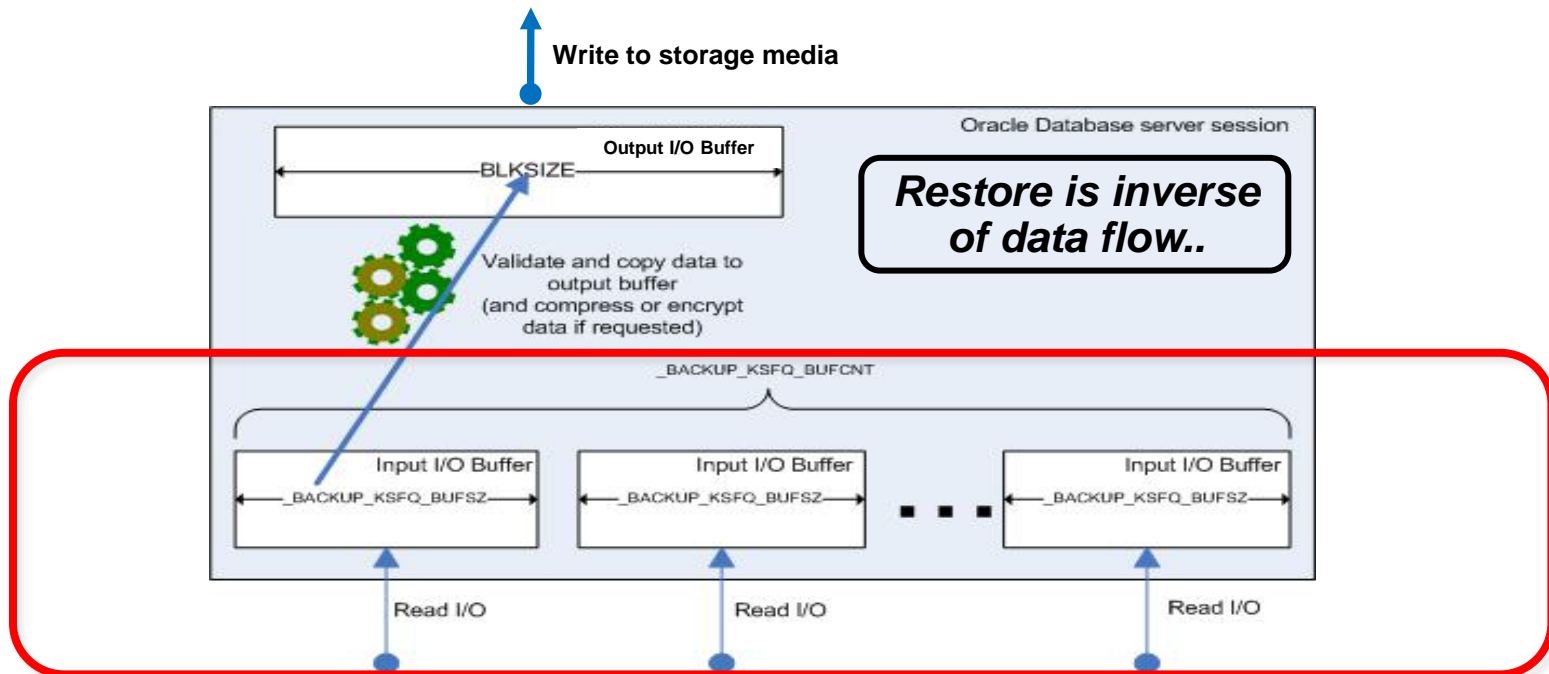 Write to storage media
Oracle Database server session
Output I/O Buffer
BLKSIZE
Restore is inverse
of data flow..
Validate and copy data to
output buffer
(and compress or encrypt
data if requested)
_BACKUP_KSFQ_BUFCNT
Input I/O Buffer
_BACKUP_KSFQ_BUFSZ
Input I/O Buffer
_BACKUP_KSFQ_BUFSZ
Input I/O Buffer
_BACKUP_KSFQ_BUFSZ
Read I/O
Read I/O
Read I/O